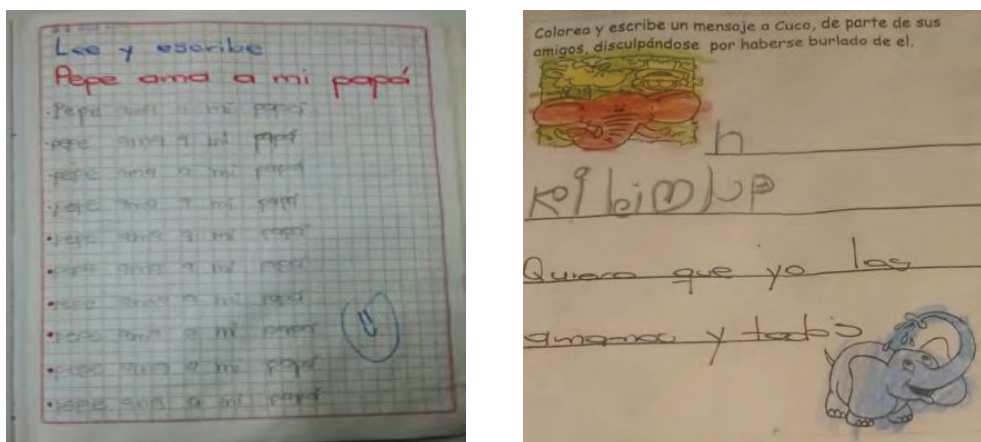 Lee y escribe
Pepe ama a mi papá
·Pepe ama a mi papá
·pepe ama a mi papá
·pepe ama a mi papá
·pepe ama a mi papá
·pepe ama a mi papá
·pepe ama a mi papá
·pepe ama a mi papá
·pepe ama a mi papá
·pepe ama a mi papá
·pepe ama a mi papá
Colorea y escribe un mensaje a Cuco, de parte de sus
amigos, disculpándose por haberse burlado de el.
h
Quiero que yo los
amamos y todos